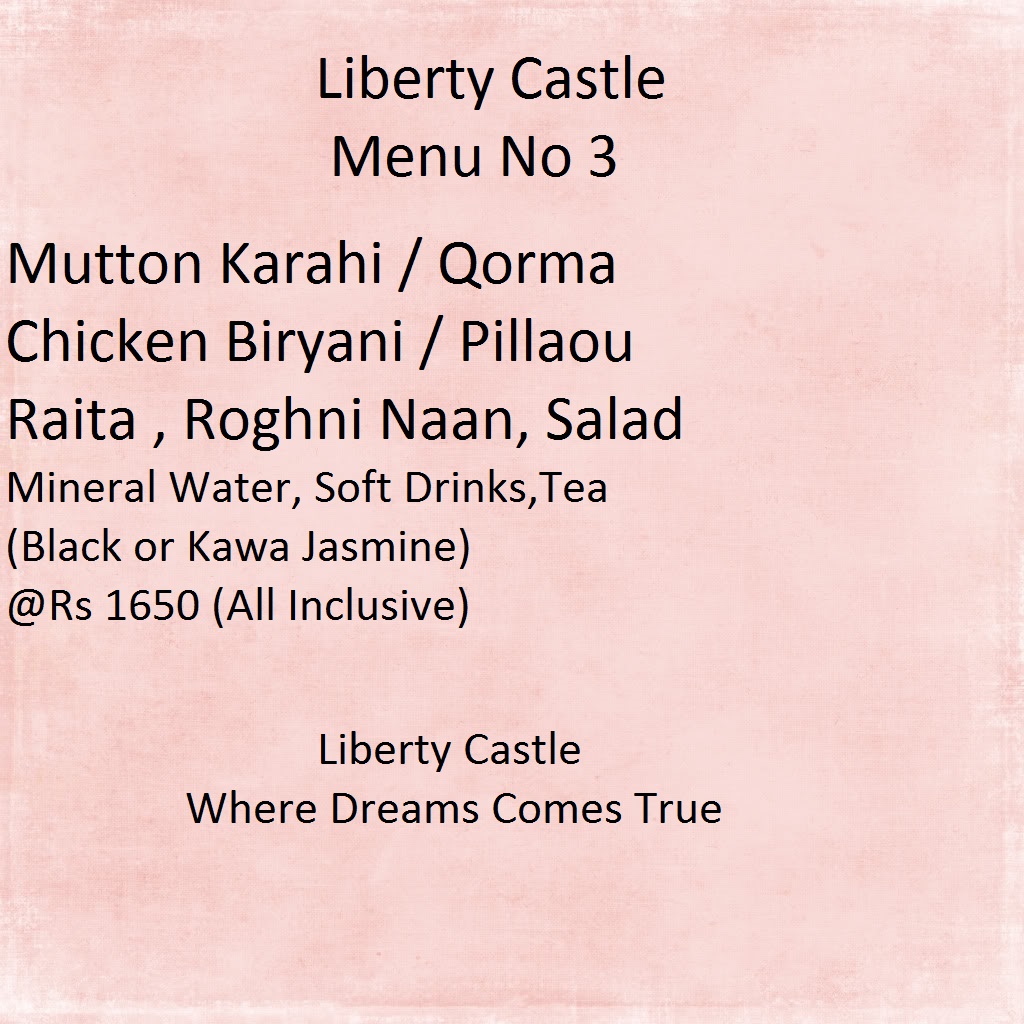 Liberty Castle
Menu No 3
Mutton Karahi / Qorma
Chicken Biryani / Pillaou
Raita , Roghni Naan, Salad
Mineral Water, Soft Drinks,Tea
(Black or Kawa Jasmine)
@Rs 1650 (All Inclusive)
Liberty Castle
Where Dreams Comes True